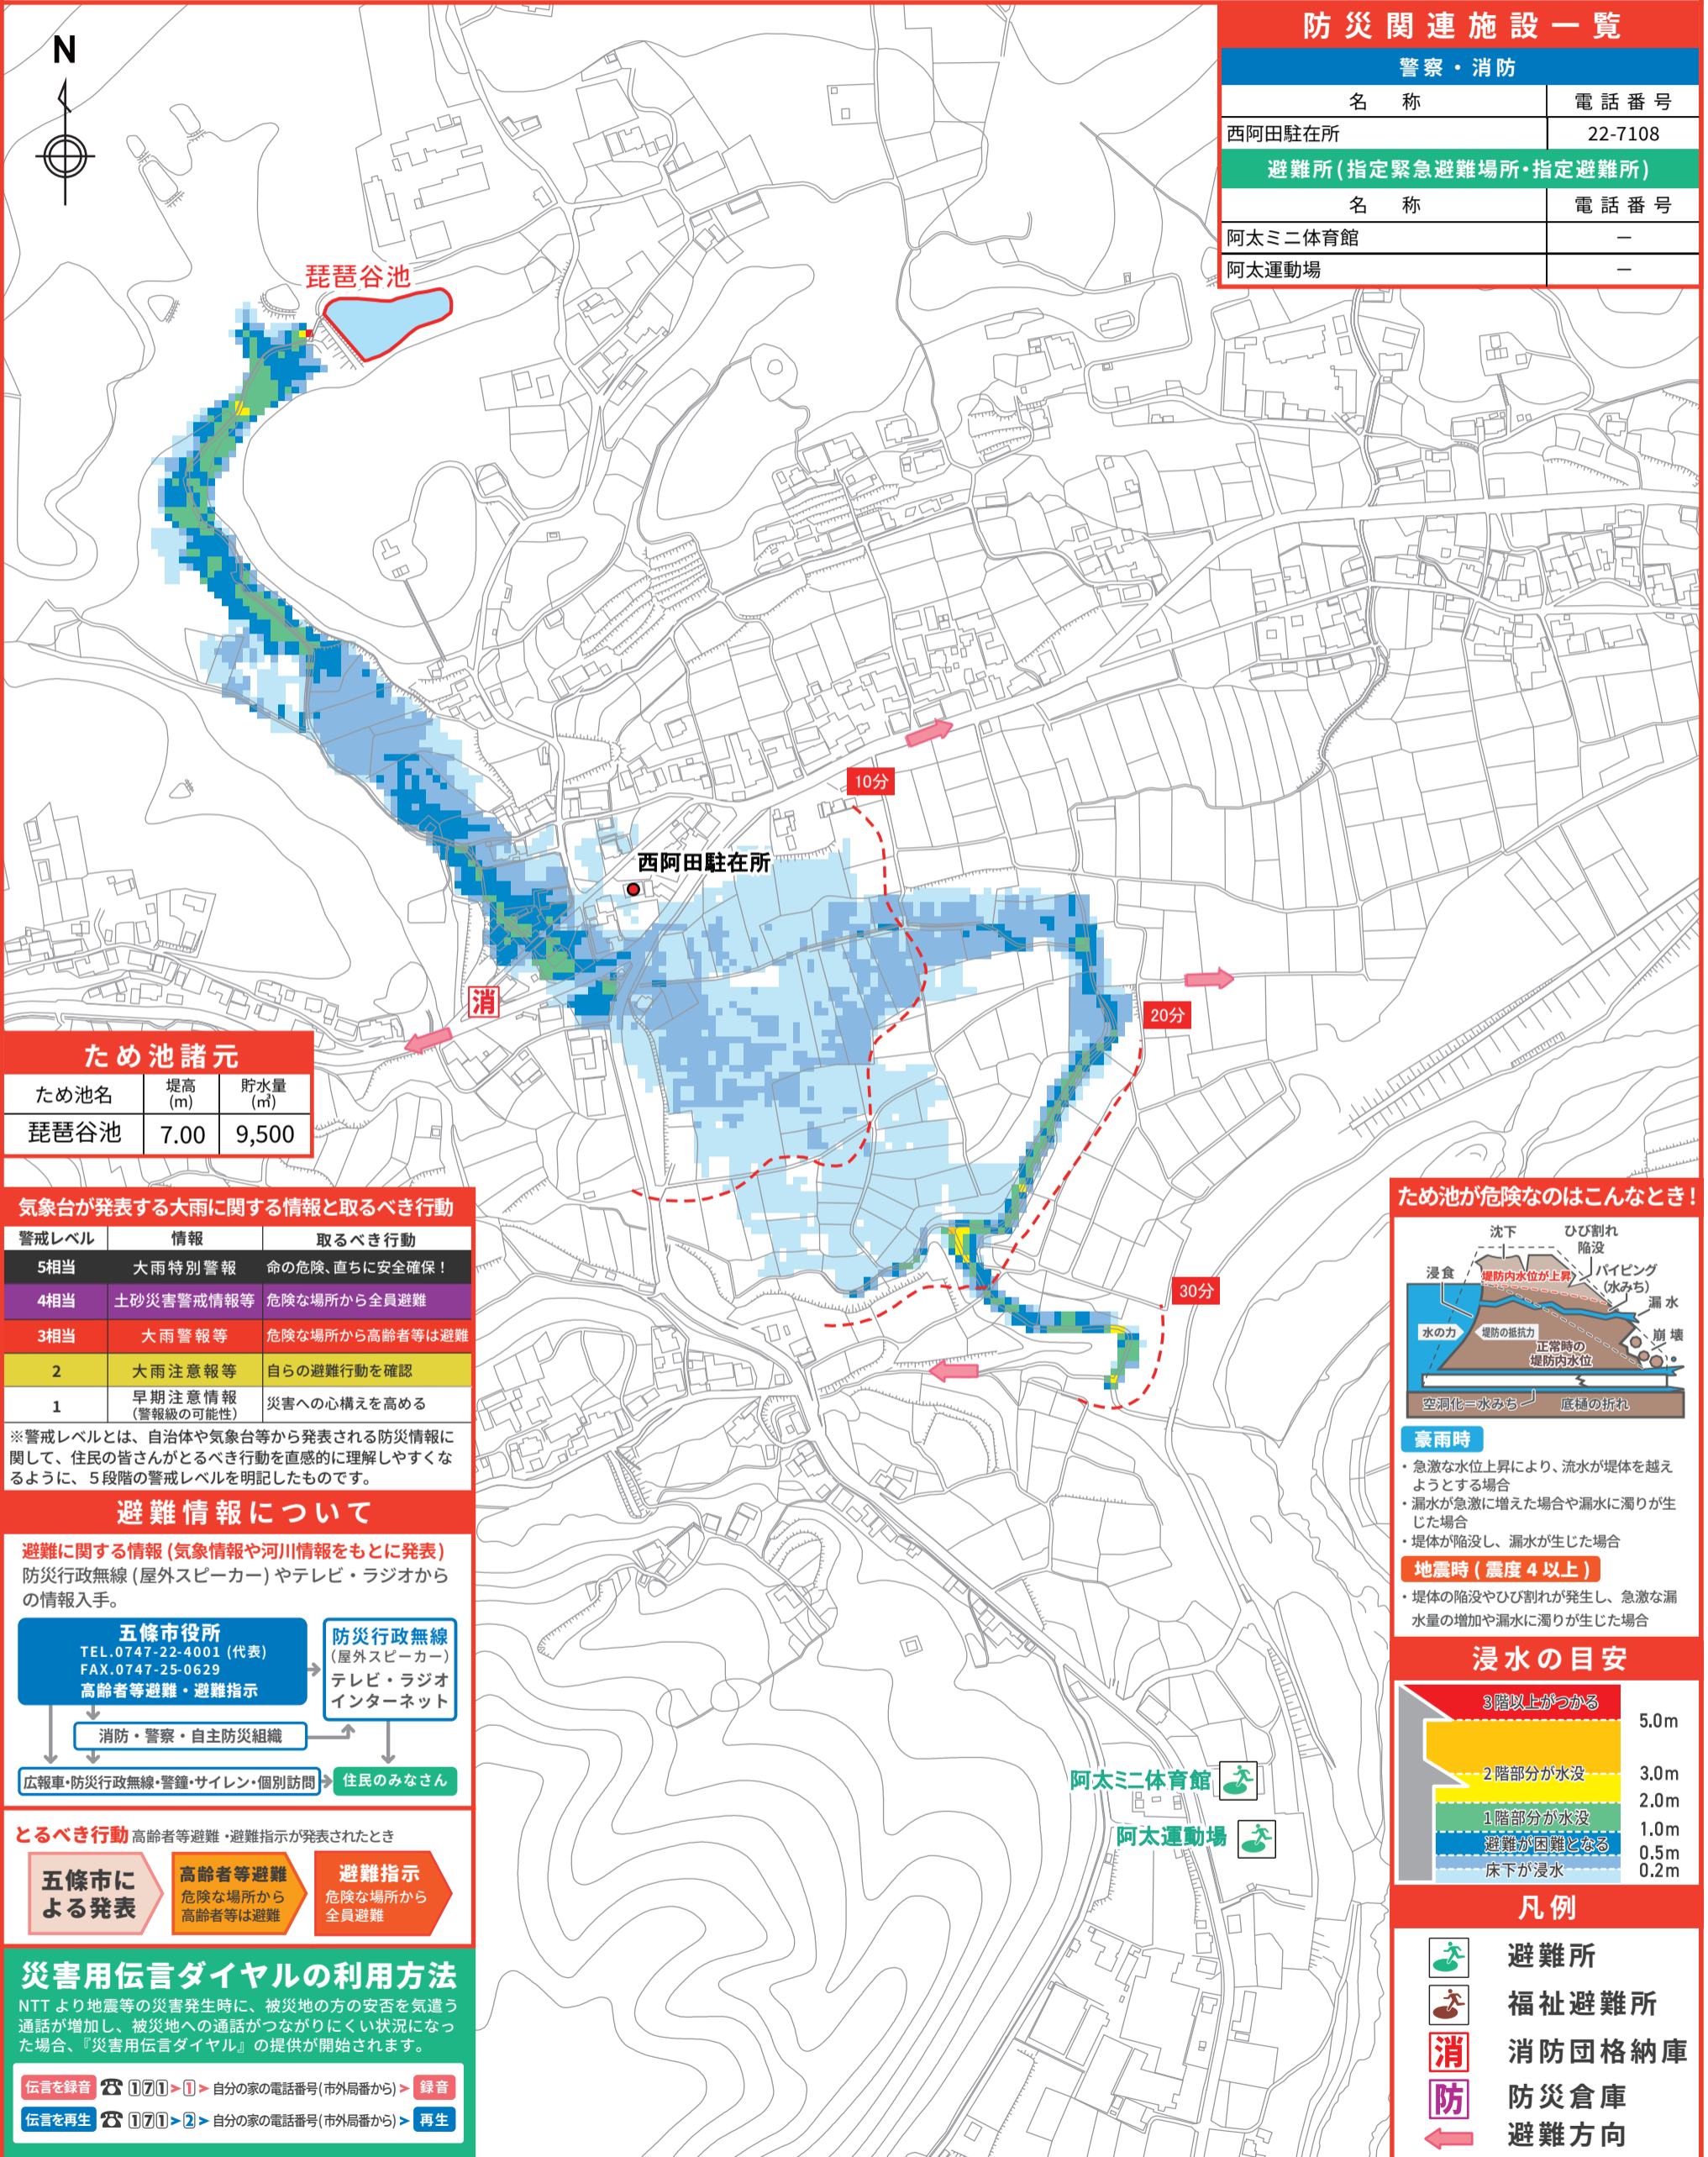 N
防災関連施設一覧
警察・消防
名　称　電話番号
西阿田駐在所　22-7108
避難所(指定緊急避難場所・指定避難所)
名　称　電話番号
阿太ミニ体育館　－
阿太運動場　－
琵琶谷池
10分
西阿田駐在所
消
20分
30分
阿太ミニ体育館
阿太運動場
ため池諸元
ため池名　堤高(m)　貯水量(㎥)
琵琶谷池　7.00　9,500
気象台が発表する大雨に関する情報と取るべき行動
警戒レベル　情報　取るべき行動
5相当　大雨特別警報　命の危険、直ちに安全確保！
4相当　土砂災害警戒情報等　危険な場所から全員避難
3相当　大雨警報等　危険な場所から高齢者等は避難
2　大雨注意報等　自らの避難行動を確認
1　早期注意情報(警報級の可能性)　災害への心構えを高める
※警戒レベルとは、自治体や気象台等から発表される防災情報に
関して、住民の皆さんがとるべき行動を直感的に理解しやすくな
るように、５段階の警戒レベルを明記したものです。
避難情報について
避難に関する情報(気象情報や河川情報をもとに発表)
防災行政無線(屋外スピーカー)やテレビ・ラジオから
の情報入手。
五條市役所
TEL.0747-22-4001 (代表)
FAX.0747-25-0629
高齢者等避難・避難指示
防災行政無線
(屋外スピーカー)
テレビ・ラジオ
インターネット
消防・警察・自主防災組織
広報車・防災行政無線・警鐘・サイレン・個別訪問
住民のみなさん
とるべき行動 高齢者等避難・避難指示が発表されたとき
五條市に
よる発表
高齢者等避難
危険な場所から
高齢者等は避難
避難指示
危険な場所から
全員避難
災害用伝言ダイヤルの利用方法
NTTより地震等の災害発生時に、被災地の方の安否を気遣う
通話が増加し、被災地への通話がつながりにくい状況になっ
た場合、『災害用伝言ダイヤル』の提供が開始されます。
伝言を録音 ☎ 171＞1＞自分の家の電話番号(市外局番から)＞録音
伝言を再生 ☎ 171＞2＞自分の家の電話番号(市外局番から)＞再生
ため池が危険なのはこんなとき！
沈下
ひび割れ
陥没
浸食
堤防内水位が上昇
パイピング
(水みち)
漏水
水の力
堤防の抵抗力
崩壊
正常時の
堤防内水位
空洞化＝水みち
底樋の折れ
豪雨時
・急激な水位上昇により、流水が堤体を越え
ようとする場合
・漏水が急激に増えた場合や漏水に濁りが生
じた場合
・堤体が陥没し、漏水が生じた場合
地震時(震度４以上)
・堤体の陥没やひび割れが発生し、急激な漏
水量の増加や漏水に濁りが生じた場合
浸水の目安
3階以上がつかる
5.0m
2階部分が水没
3.0m
2.0m
1階部分が水没
1.0m
避難が困難となる
0.5m
床下が浸水
0.2m
凡例
避難所
福祉避難所
消 消防団格納庫
防 防災倉庫
避難方向